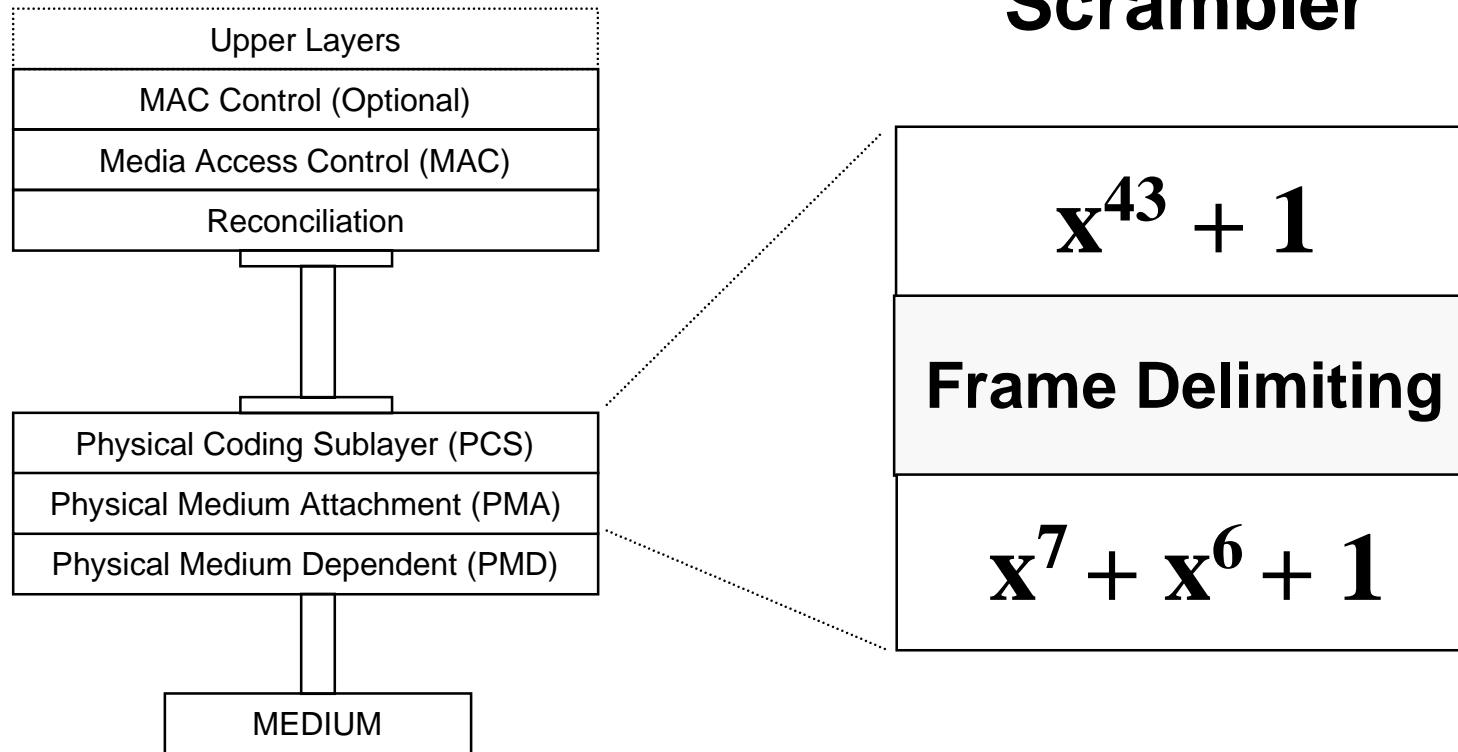 Scrambler
Upper Layers
MAC Control (Optional)
Media Access Control (MAC)
Reconciliation
Physical Coding Sublayer (PCS)
Physical Medium Attachment (PMA)
Physical Medium Dependent (PMD)
MEDIUM
x⁴³ + 1
Frame Delimiting
x⁷ + x⁶ + 1